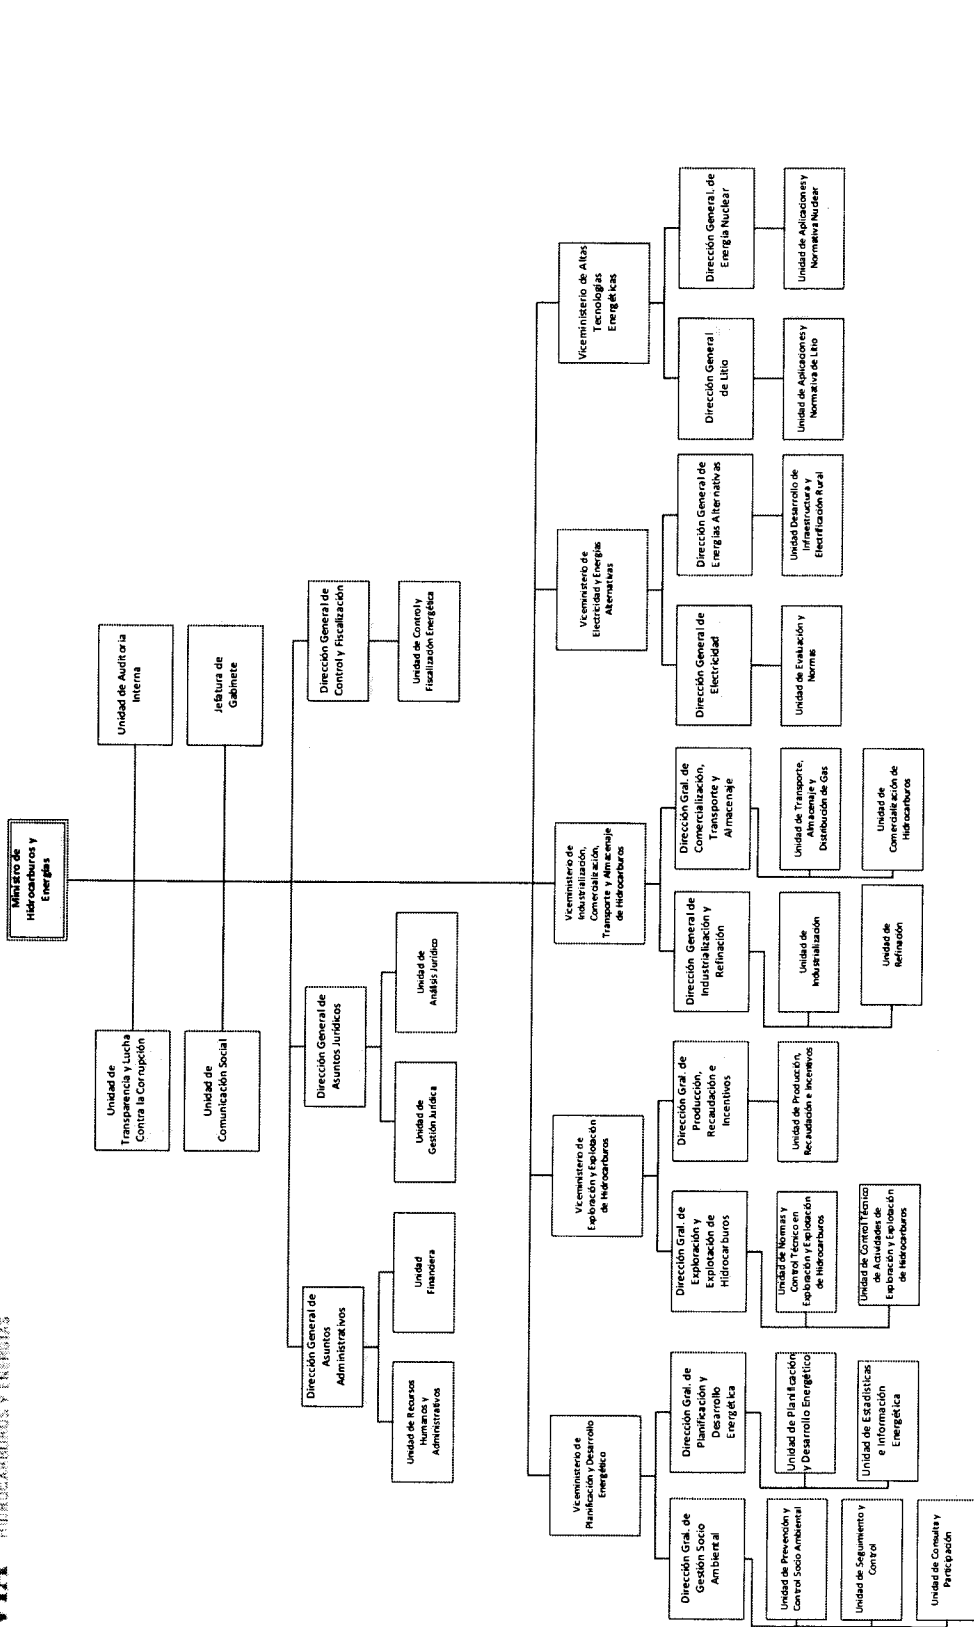 HIDROCARBUROS Y ENERGÍAS
Ministro de
Hidrocarburos y
Energías
Unidad de
Transparencia y Lucha
Contra la Corrupción
Unidad de Auditoria
Interna
Unidad de
Comunicación Social
Jefatura de
Gabinete
Dirección General de
Asuntos
Administrativos
Dirección General de
Asuntos Jurídicos
Dirección General de
Control y Fiscalización
Unidad de Recursos
Humanos y
Administrativos
Unidad
Financiera
Unidad de
Gestión Jurídica
Unidad de
Análisis Jurídico
Unidad de Control y
Fiscalización Energética
Viceministerio de
Planificación y Desarrollo
Energético
Viceministerio de
Exploración y Explotación
de Hidrocarburos
Viceministerio de
Industrialización,
Comercialización,
Transporte y Almacenaje
de Hidrocarburos
Viceministerio de
Electricidad y Energías
Alternativas
Viceministerio de Altas
Tecnologías
Energéticas
Dirección Gral. de
Gestión Socio
Ambiental
Dirección Gral. de
Planificación y
Desarrollo
Energética
Dirección Gral. de
Exploración y
Explotación de
Hidrocarburos
Dirección Gral. de
Producción,
Recaudación e
Incentivos
Dirección General de
Industrialización y
Refinación
Dirección Gral. de
Comercialización,
Transporte y
Almacenaje
Dirección General de
Electricidad
Dirección General de
Energías Alternativas
Dirección General
de Litio
Dirección General. de
Energía Nuclear
Unidad de Prevención y
Control Socio Ambiental
Unidad de Planificación
y Desarrollo Energético
Unidad de Normas y
Control Técnico en
Exploración y Explotación
de Hidrocarburos
Unidad de Producción,
Recaudación e Incentivos
Unidad de
Industrialización
Unidad de Transporte,
Almacenaje y
Distribución de Gas
Unidad de Evaluación y
Normas
Unidad Desarrollo de
Infraestructura y
Electrificación Rural
Unidad de Aplicaciones y
Normativa de Litio
Unidad de Aplicaciones y
Normativa Nuclear
Unidad de Seguimiento y
Control
Unidad de Estadísticas
e Información
Energética
Unidad de Control Técnico
de Actividades de
Exploración y Explotación
de Hidrocarburos
Unidad de
Refinación
Unidad de
Comercialización de
Hidrocarburos
Unidad de Consulta y
Participación